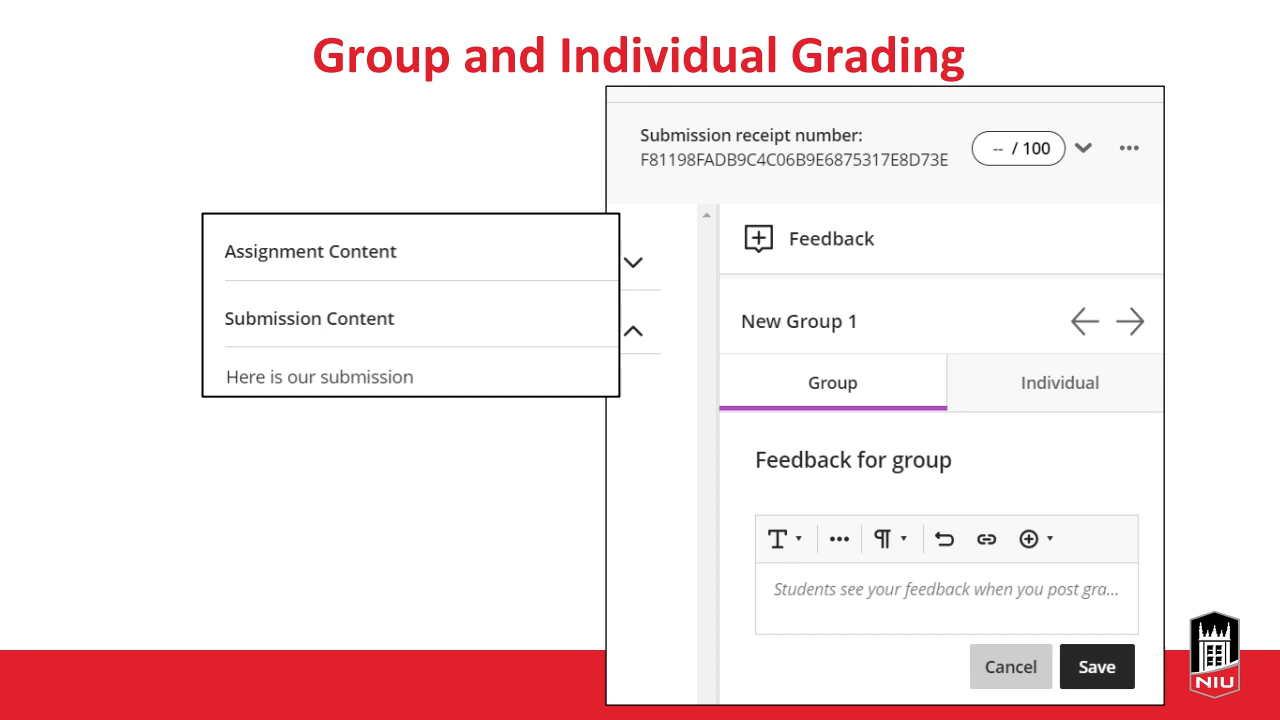 Group and Individual Grading
Submission receipt number:
F81198FADB9C4C06B9E6875317E8D73E
-- / 100
Assignment Content
Submission Content
Here is our submission
Feedback
New Group 1
Group
Individual
Feedback for group
Students see your feedback when you post gra...
Cancel
Save
NIU